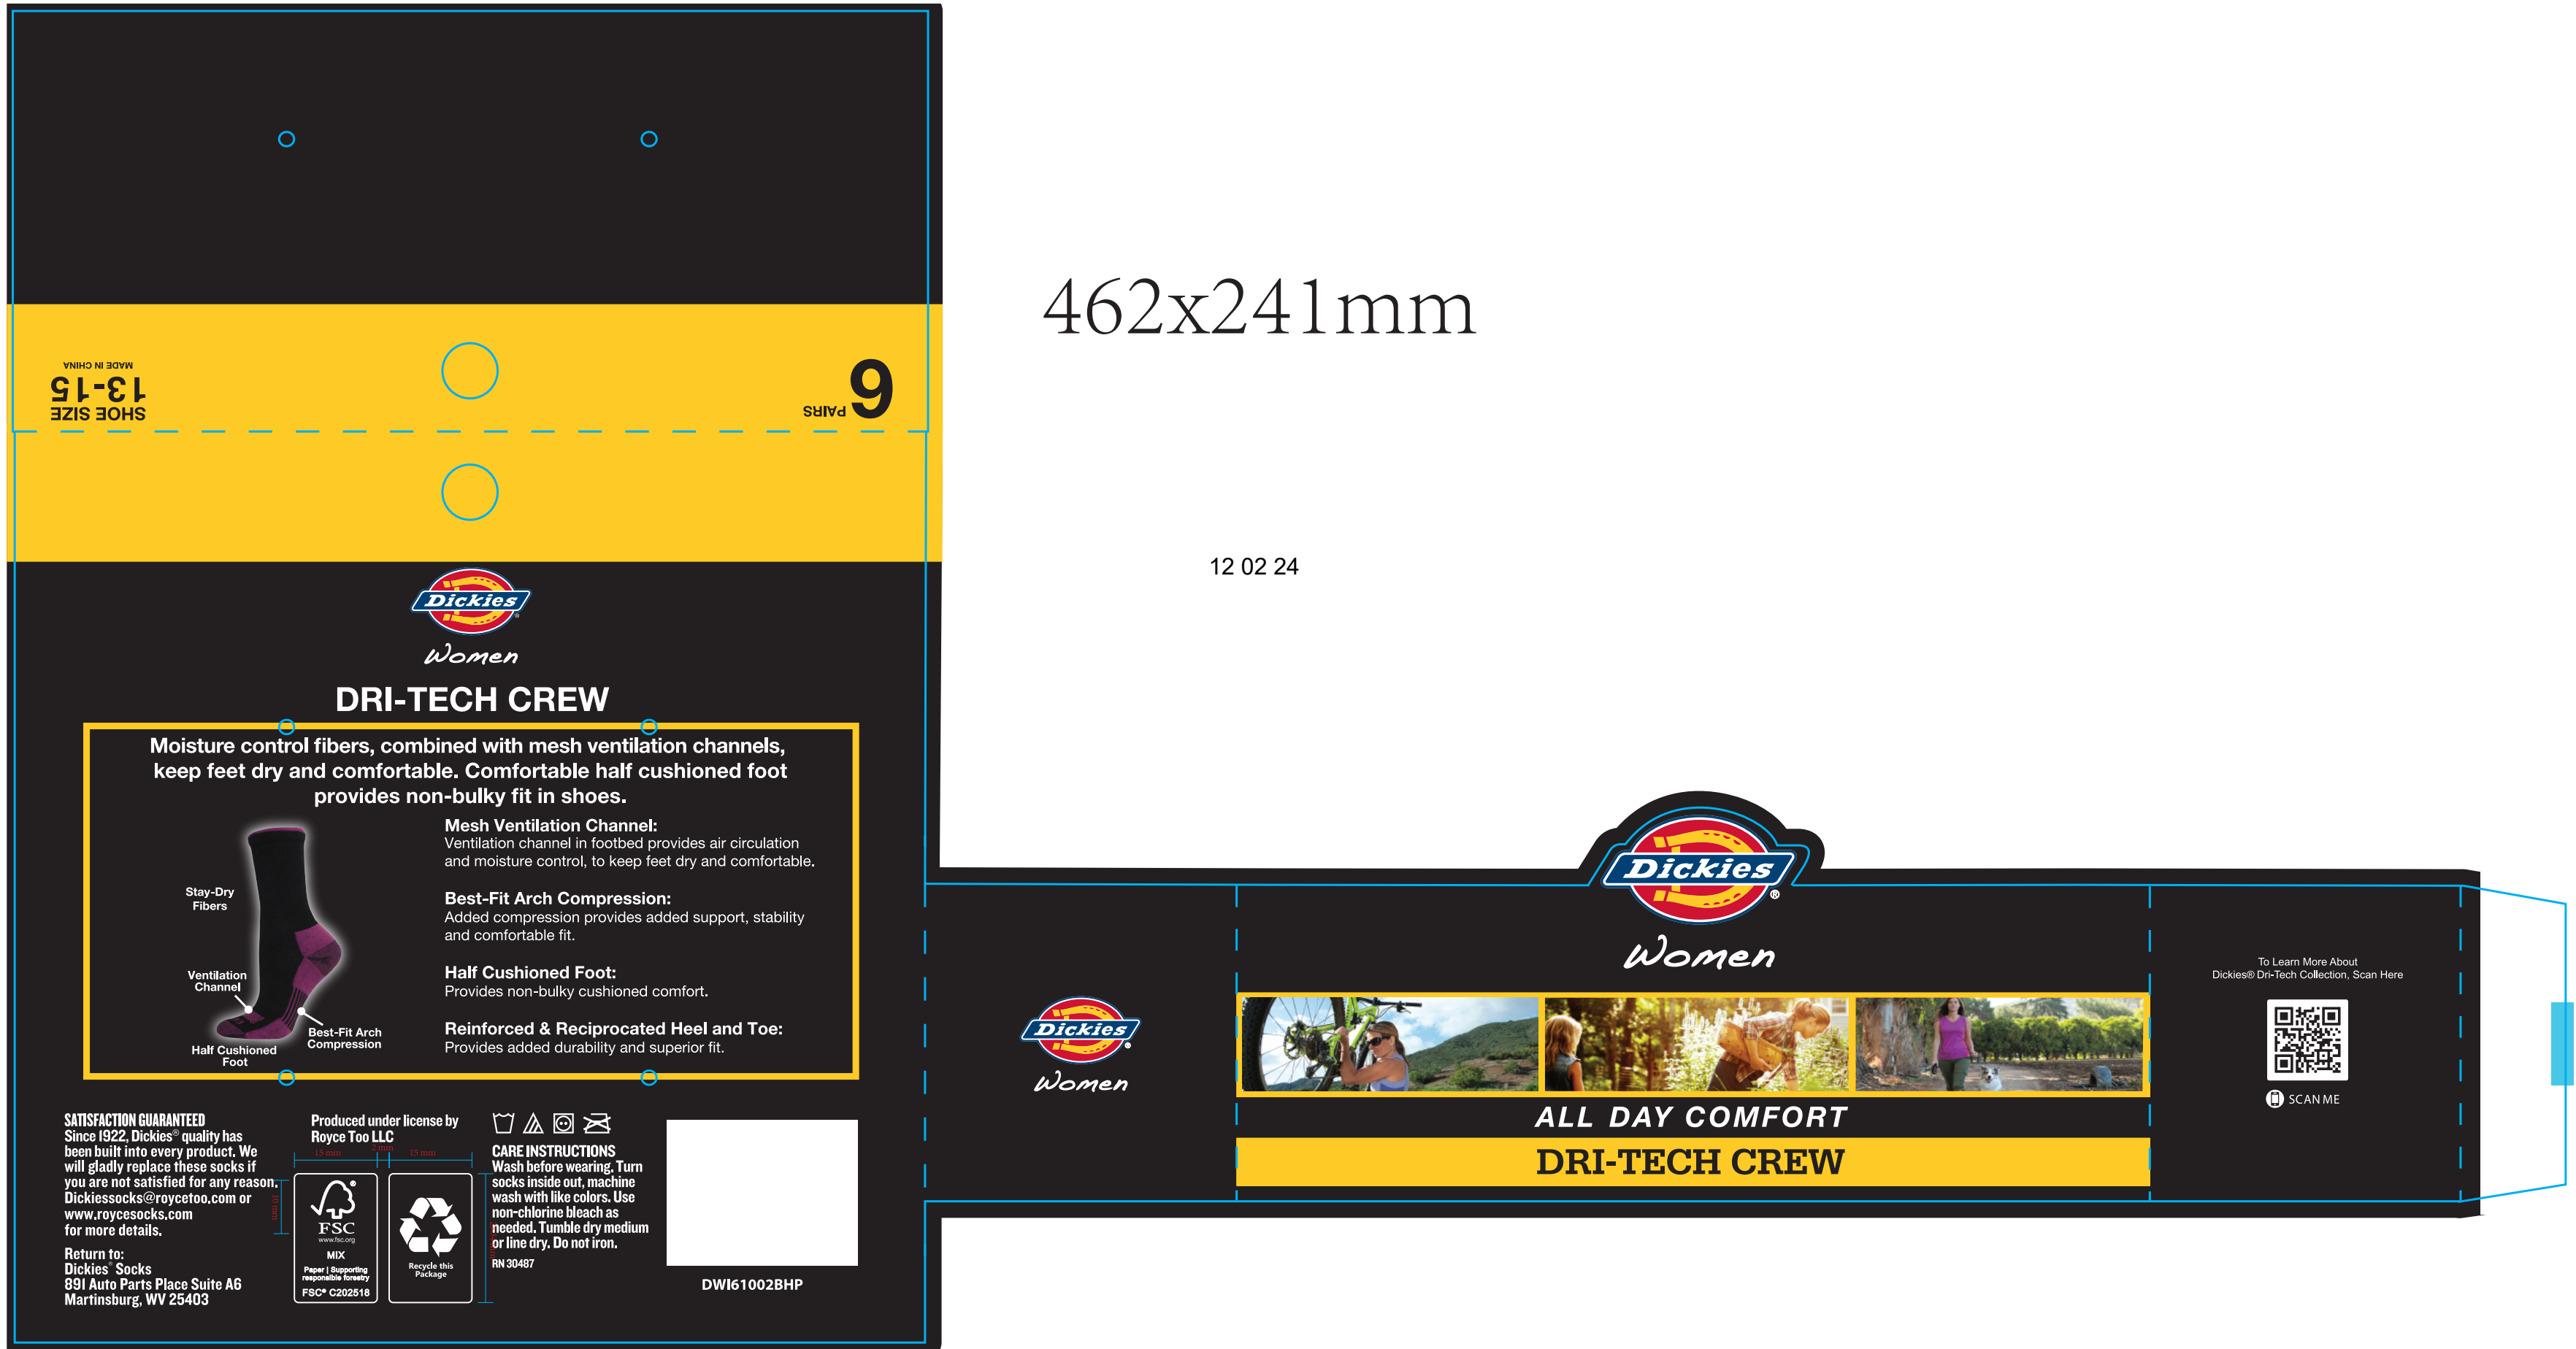 SHOE SIZE
13-15
MADE IN CHINA
6
PAIRS
462x241mm
12 02 24
Dickies®
Women
DRI-TECH CREW
Moisture control fibers, combined with mesh ventilation channels,
keep feet dry and comfortable. Comfortable half cushioned foot
provides non-bulky fit in shoes.
Stay-Dry
Fibers
Ventilation
Channel
Half Cushioned
Foot
Best-Fit Arch
Compression
Mesh Ventilation Channel:
Ventilation channel in footbed provides air circulation
and moisture control, to keep feet dry and comfortable.
Best-Fit Arch Compression:
Added compression provides added support, stability
and comfortable fit.
Half Cushioned Foot:
Provides non-bulky cushioned comfort.
Reinforced & Reciprocated Heel and Toe:
Provides added durability and superior fit.
SATISFACTION GUARANTEED
Since 1922, Dickies® quality has
been built into every product. We
will gladly replace these socks if
you are not satisfied for any reason.
Dickiessocks@roycetoo.com or
www.roycesocks.com
for more details.
Return to:
Dickies® Socks
891 Auto Parts Place Suite A6
Martinsburg, WV 25403
Produced under license by
Royce Too LLC
15 mm
2 mm
15 mm
10 mm
FSC
www.fsc.org
MIX
Paper | Supporting
responsible forestry
FSC® C202518
Recycle this
Package
CARE INSTRUCTIONS
Wash before wearing. Turn
socks inside out, machine
wash with like colors. Use
non-chlorine bleach as
needed. Tumble dry medium
or line dry. Do not iron.
RN 30487
DWI61002BHP
Dickies®
Women
Dickies®
Women
ALL DAY COMFORT
DRI-TECH CREW
To Learn More About
Dickies® Dri-Tech Collection, Scan Here
SCAN ME